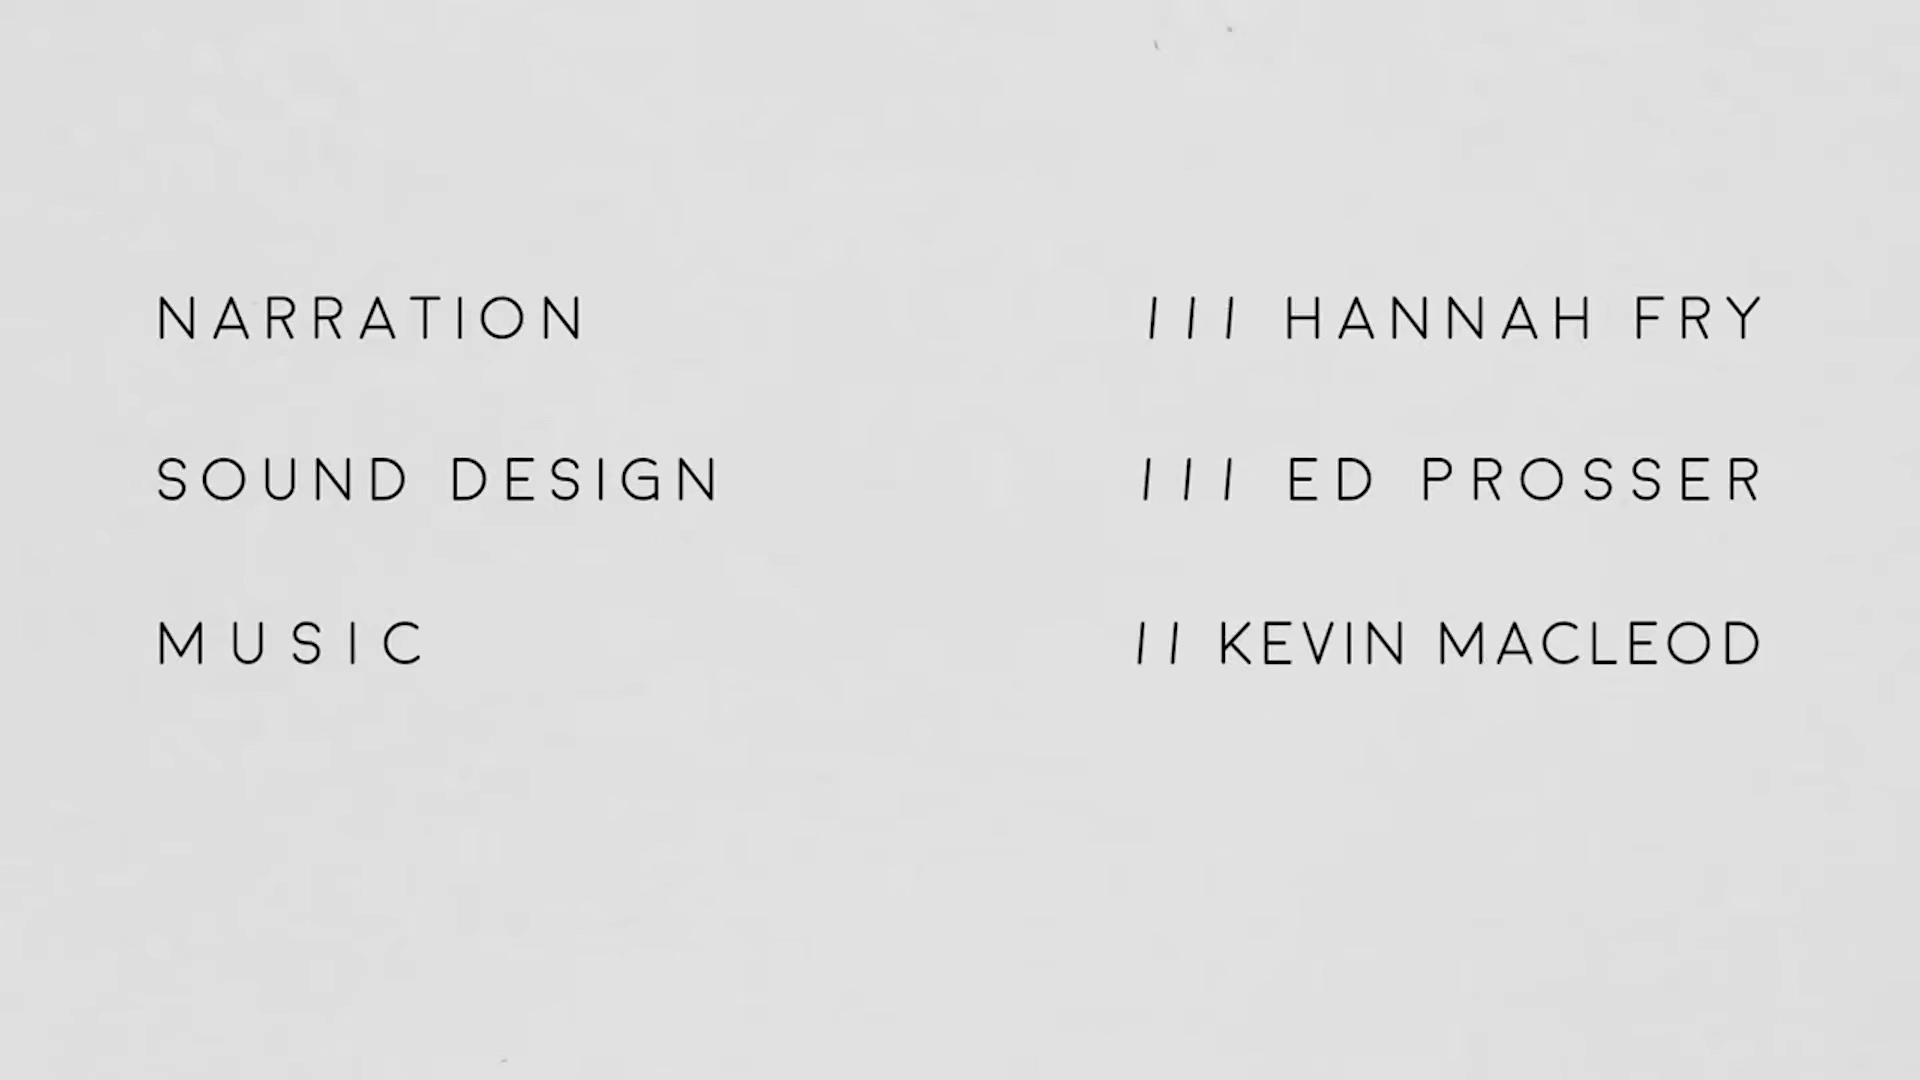 NARRATION /// HANNAH FRY
SOUND DESIGN /// ED PROSSER
MUSIC // KEVIN MACLEOD